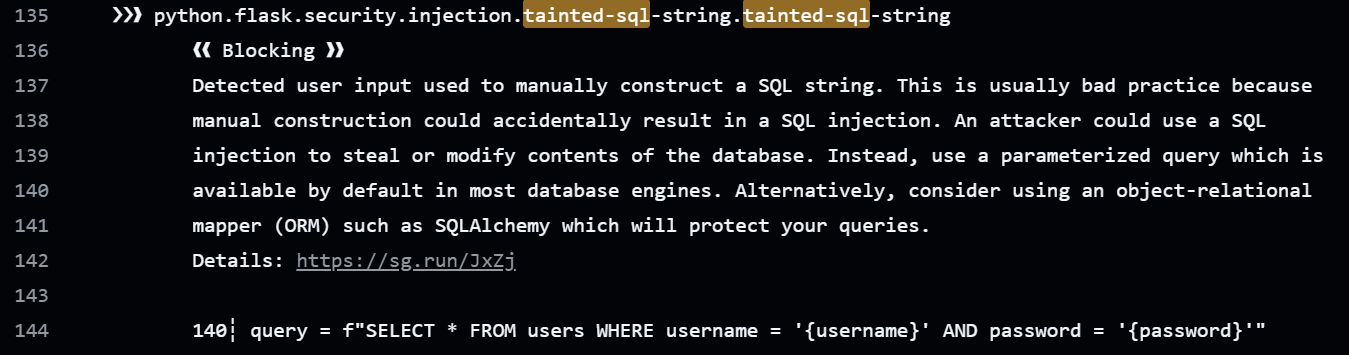 135 ❯❯❱ python.flask.security.injection.tainted-sql-string.tainted-sql-string
136 ❰❰ Blocking ❱❱
137 Detected user input used to manually construct a SQL string. This is usually bad practice because
138 manual construction could accidentally result in a SQL injection. An attacker could use a SQL
139 injection to steal or modify contents of the database. Instead, use a parameterized query which is
140 available by default in most database engines. Alternatively, consider using an object-relational
141 mapper (ORM) such as SQLAlchemy which will protect your queries.
142 Details: https://sg.run/JxZj
143
144 140┆ query = f"SELECT * FROM users WHERE username = '{username}' AND password = '{password}'"